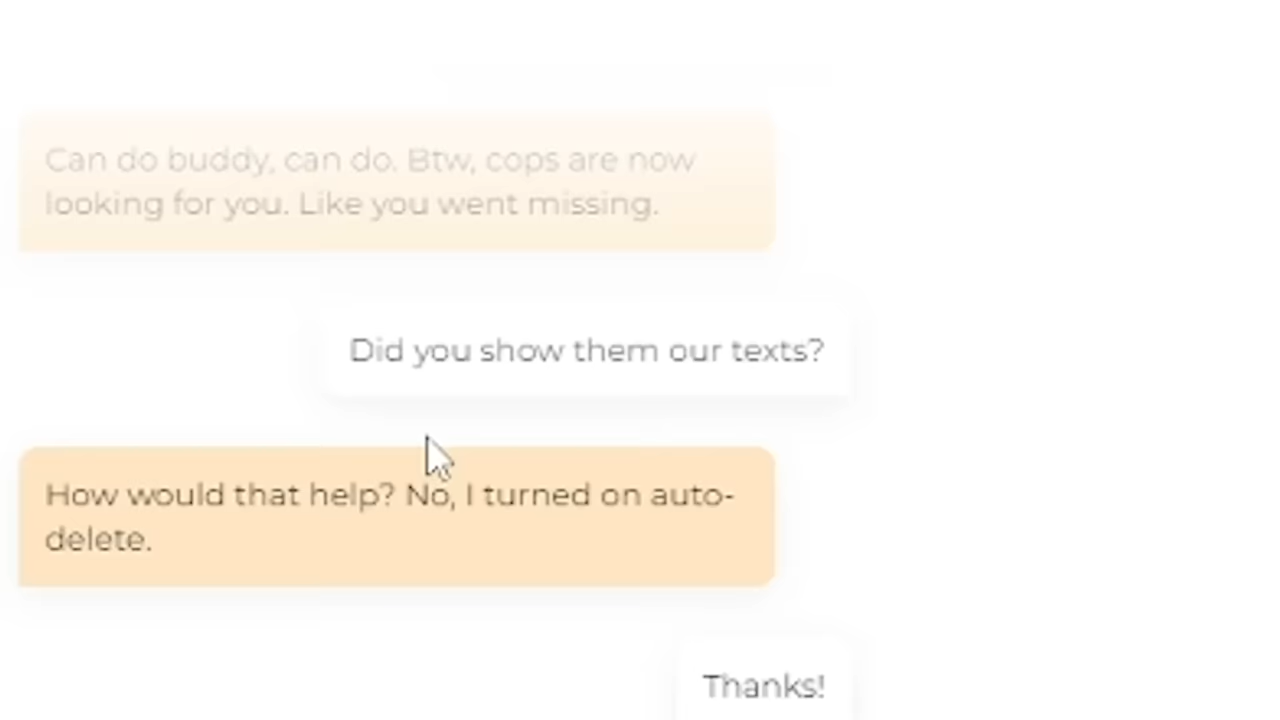 Can do buddy, can do. Btw, cops are now
looking for you. Like you went missing.
Did you show them our texts?
How would that help? No, I turned on auto-
delete.
Thanks!